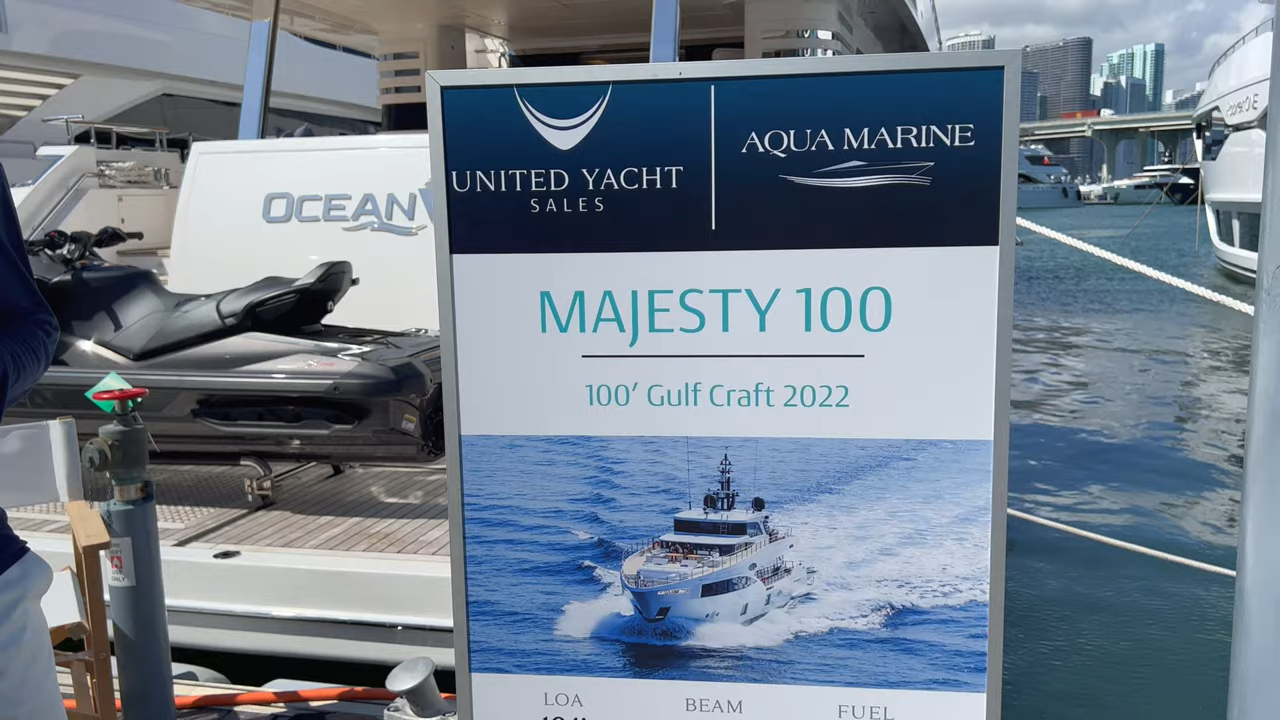 UNITED YACHT
SALES
AQUA MARINE
MAJESTY 100
100' Gulf Craft 2022
LOA
BEAM
FUEL
OCEAN